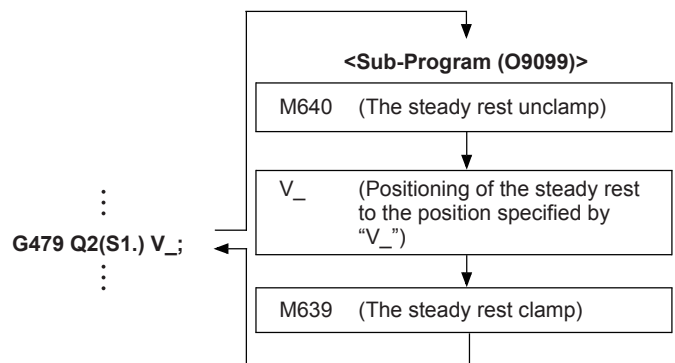 <Sub-Program (O9099)>
M640 (The steady rest unclamp)
V_ (Positioning of the steady rest
to the position specified by
“V_”)
G479 Q2(S1.) V_;
M639 (The steady rest clamp)